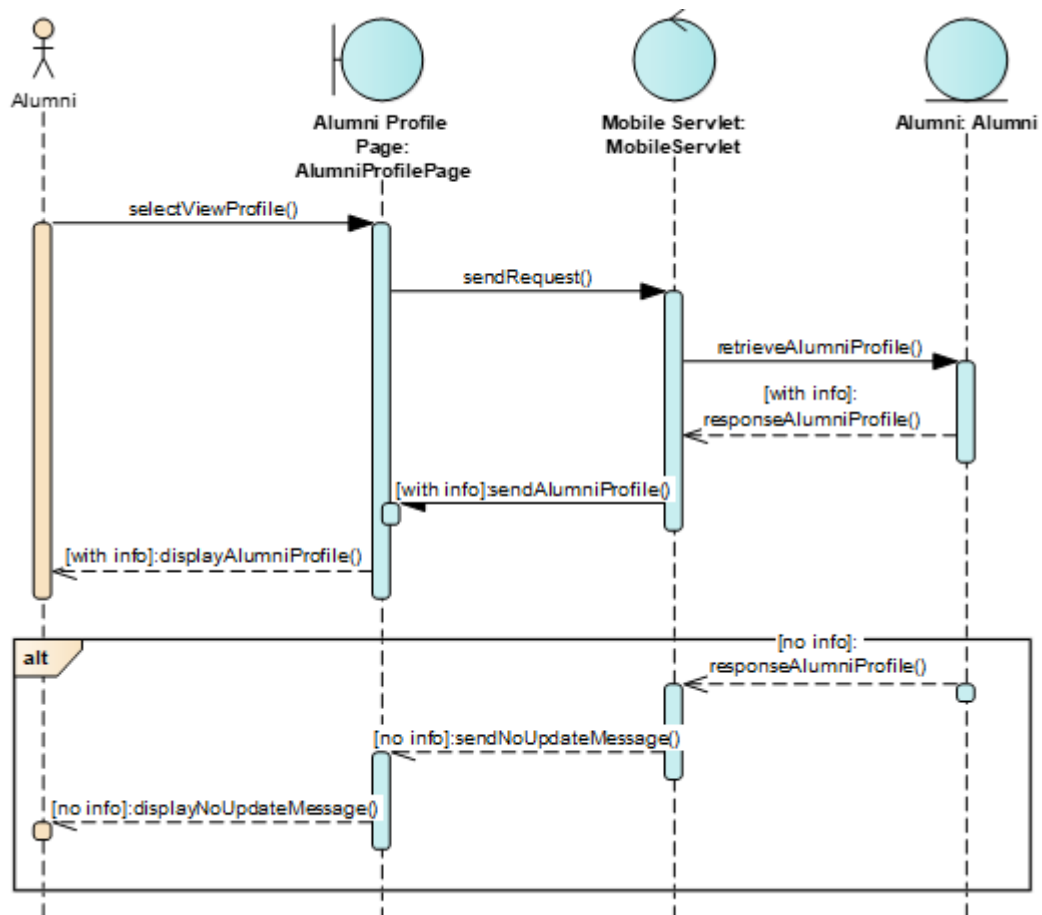 Alumni
Alumni Profile
Page:
AlumniProfilePage
Mobile Servlet:
MobileServlet
Alumni: Alumni
selectViewProfile()
sendRequest()
retrieveAlumniProfile()
[with info]:
responseAlumniProfile()
[with info]:sendAlumniProfile()
[with info]:displayAlumniProfile()
alt
[no info]:
responseAlumniProfile()
[no info]:sendNoUpdateMessage()
[no info]:displayNoUpdateMessage()